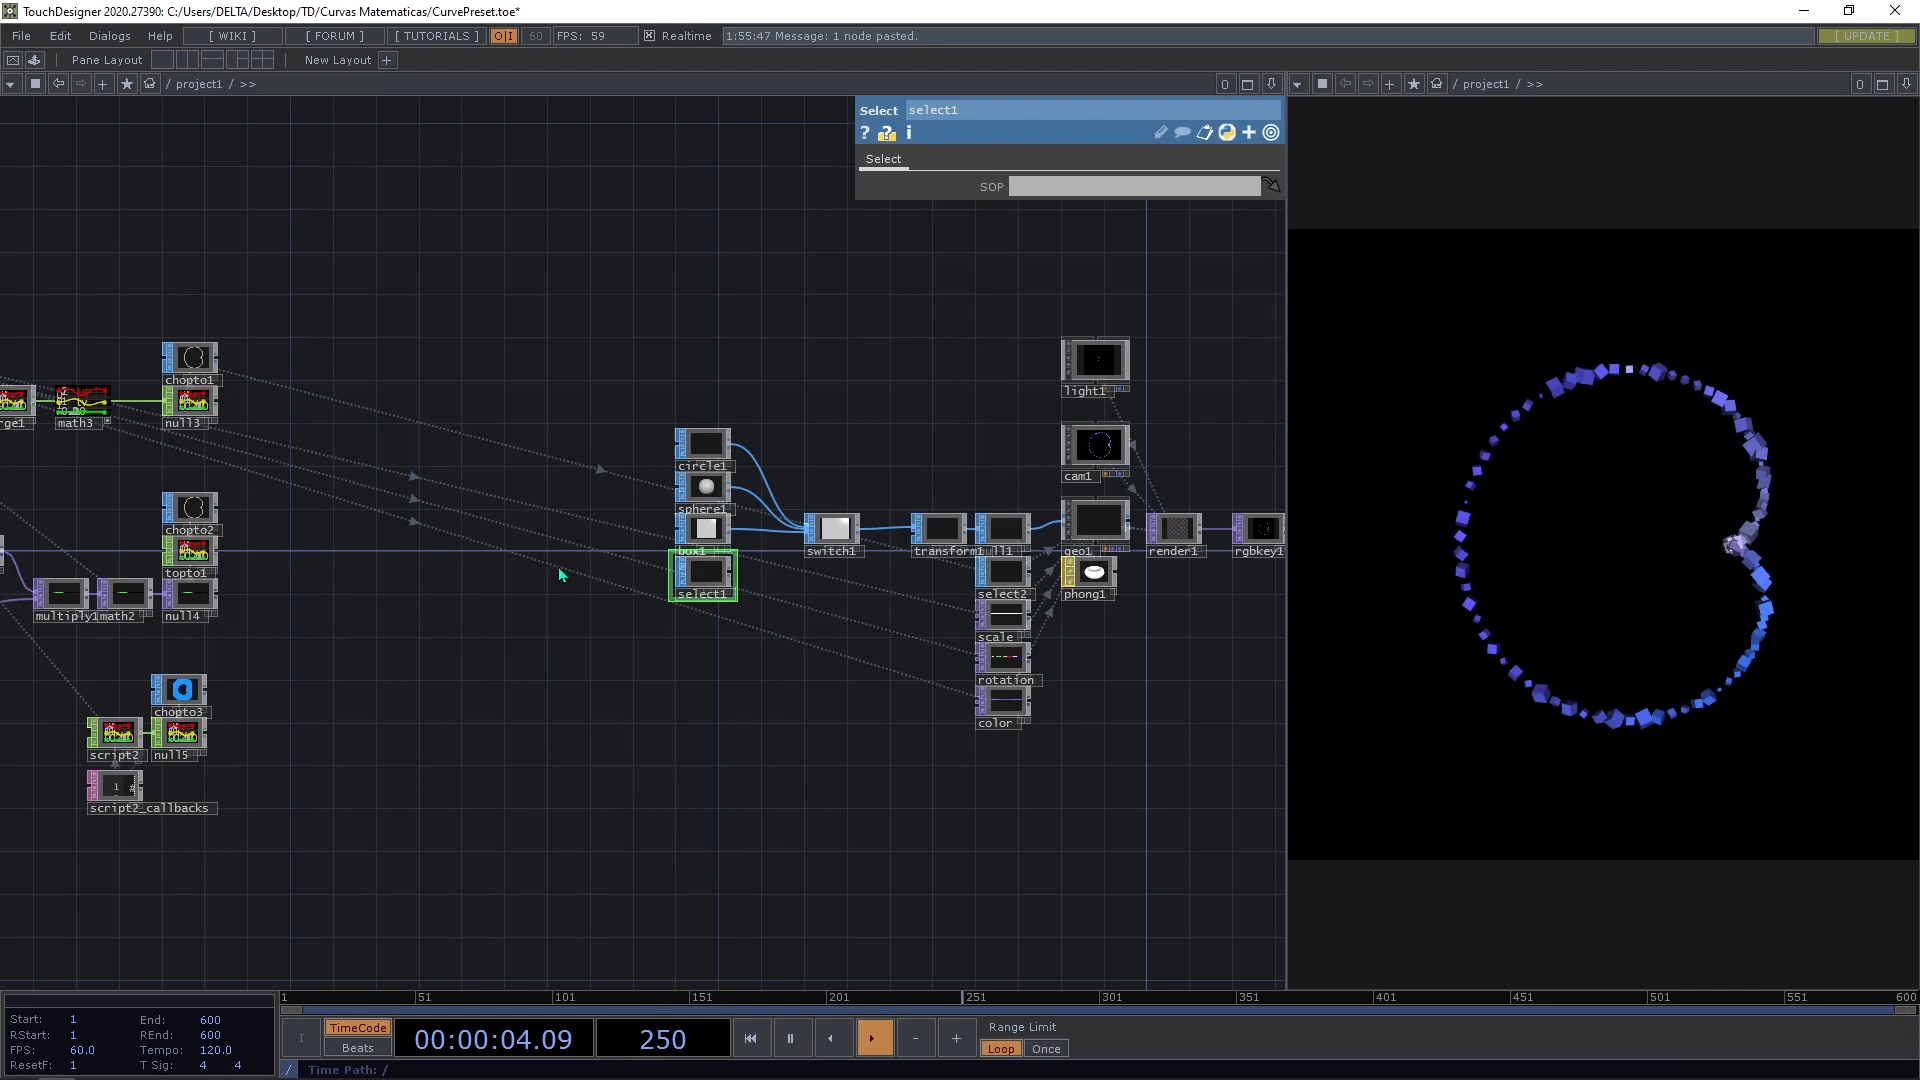 TouchDesigner 2020.27390: C:/Users/DELTA/Desktop/TD/Curvas Matematicas/CurvePreset.toe*
File Edit Dialogs Help [ WIKI ] [ FORUM ] [ TUTORIALS ] O|I 60 FPS: 59 Realtime 1:55:47 Message: 1 node pasted. [ UPDATE ]
Pane Layout New Layout +
/ project1 / >> 0 / project1 / >> 0
Select select1
? ? i
Select
SOP
light1
chopto1
rge1 math3 null3
circle1 cam1
sphere1
chopto2
box1 switch1 transform1 ull1 geo1 render1 rgbkey1
topto1
select1 select2 phong1
multiply1 math2 null4
scale
rotation
chopto3
color
script2 null5
script2_callbacks
1 51 101 151 201 251 301 351 401 451 501 551 600
Start: 1 End: 600
RStart: 1 REnd: 600
FPS: 60.0 Tempo: 120.0
ResetF: 1 T Sig: 4 4
TimeCode
Beats
00:00:04.09 250
- +
Range Limit
Loop Once
/ Time Path: /